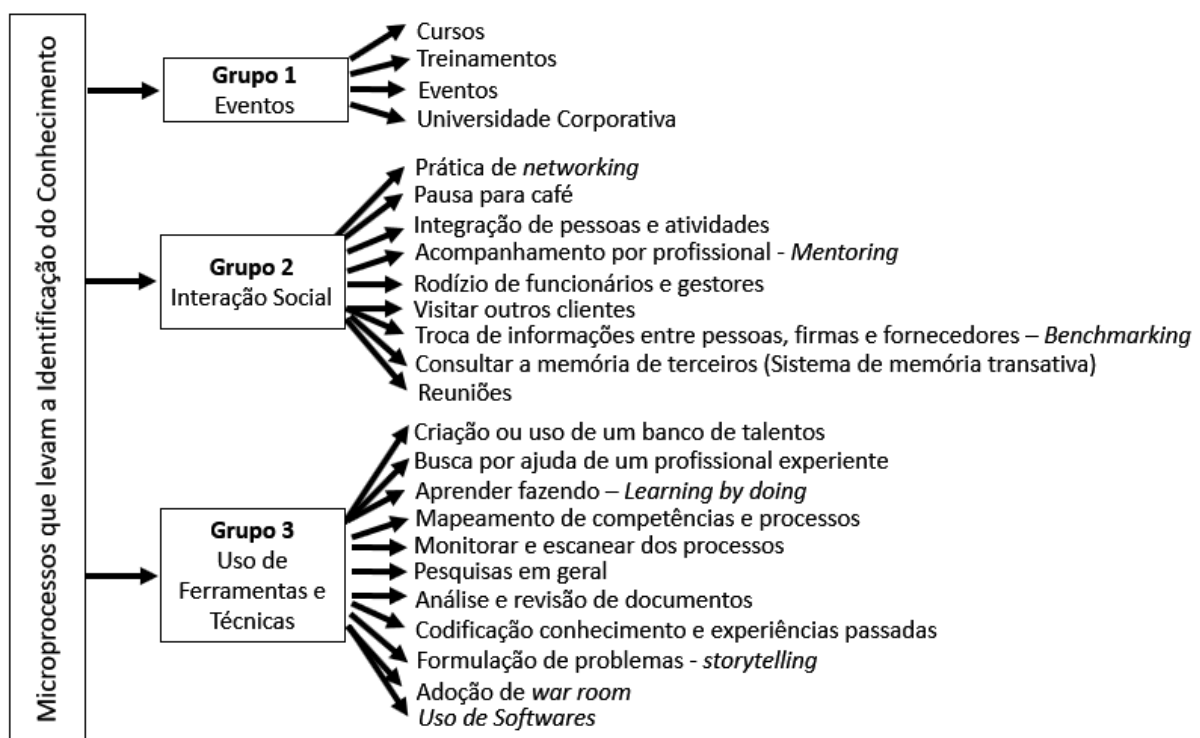 Microprocessos que levam a Identificação do Conhecimento
Grupo 1
Eventos
Cursos
Treinamentos
Eventos
Universidade Corporativa
Grupo 2
Interação Social
Prática de networking
Pausa para café
Integração de pessoas e atividades
Acompanhamento por profissional - Mentoring
Rodízio de funcionários e gestores
Visitar outros clientes
Troca de informações entre pessoas, firmas e fornecedores – Benchmarking
Consultar a memória de terceiros (Sistema de memória transativa)
Reuniões
Grupo 3
Uso de
Ferramentas e
Técnicas
Criação ou uso de um banco de talentos
Busca por ajuda de um profissional experiente
Aprender fazendo – Learning by doing
Mapeamento de competências e processos
Monitorar e escanear dos processos
Pesquisas em geral
Análise e revisão de documentos
Codificação conhecimento e experiências passadas
Formulação de problemas - storytelling
Adoção de war room
Uso de Softwares